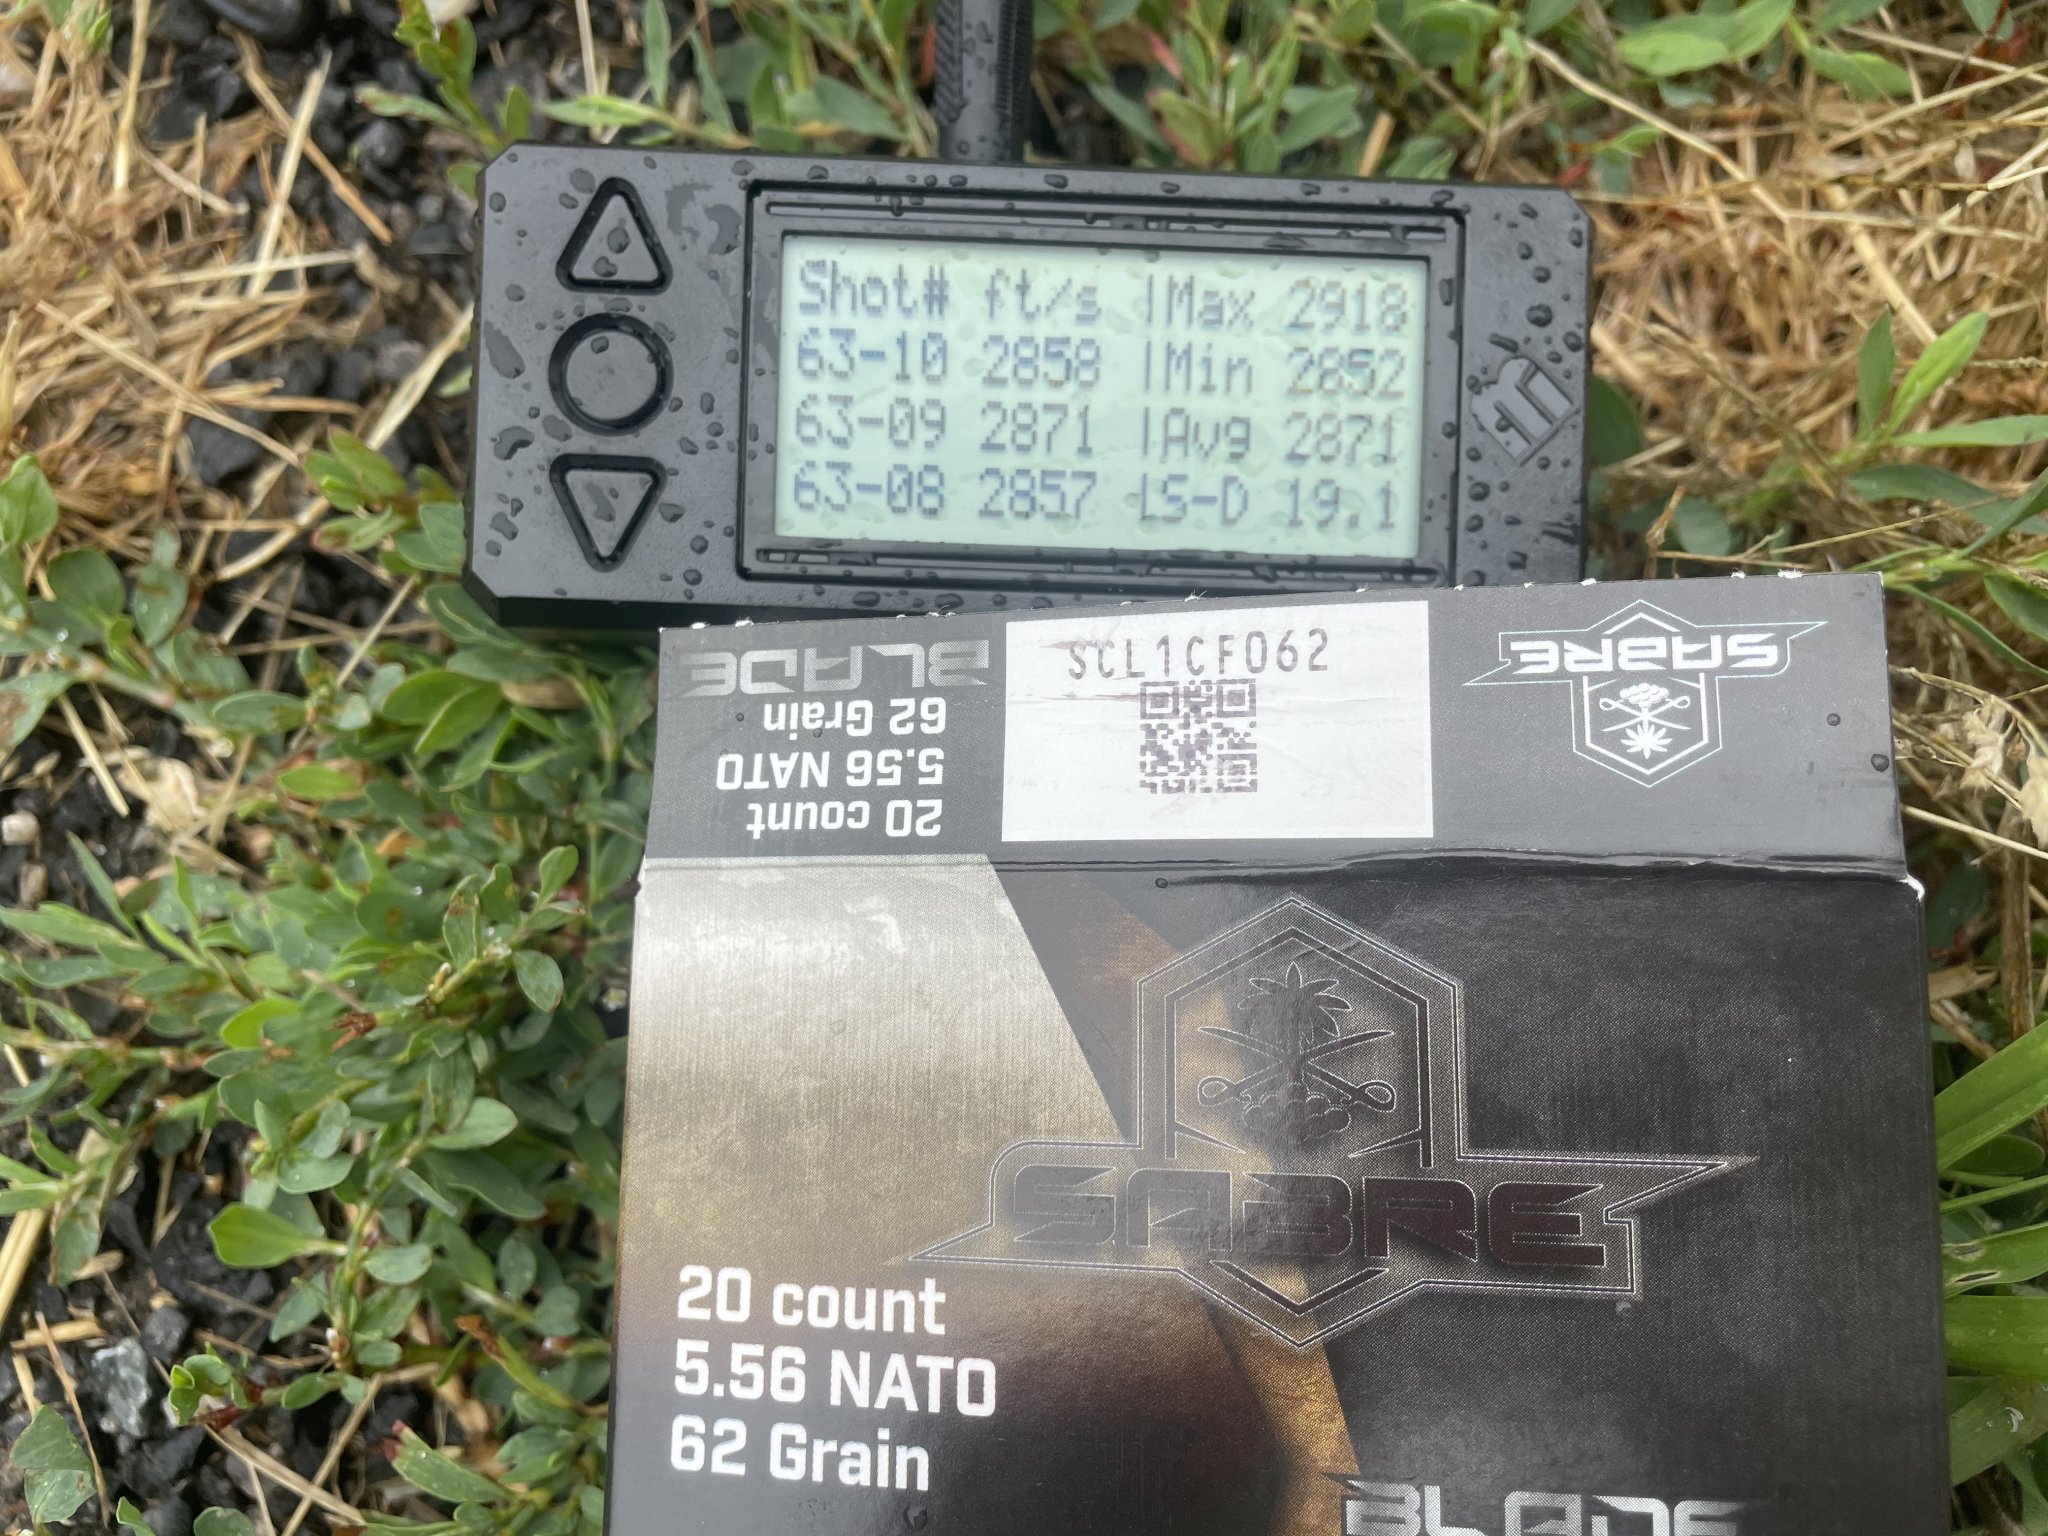 Shot# ft/s |Max 2918
63-10 2858 |Min 2852
63-09 2871 |Avg 2871
63-08 2857 |S-D 19.1
SCL1CF062
SABRE
BLADE
62 Grain
5.56 NATO
20 count
SABRE
20 count
5.56 NATO
62 Grain
BLADE